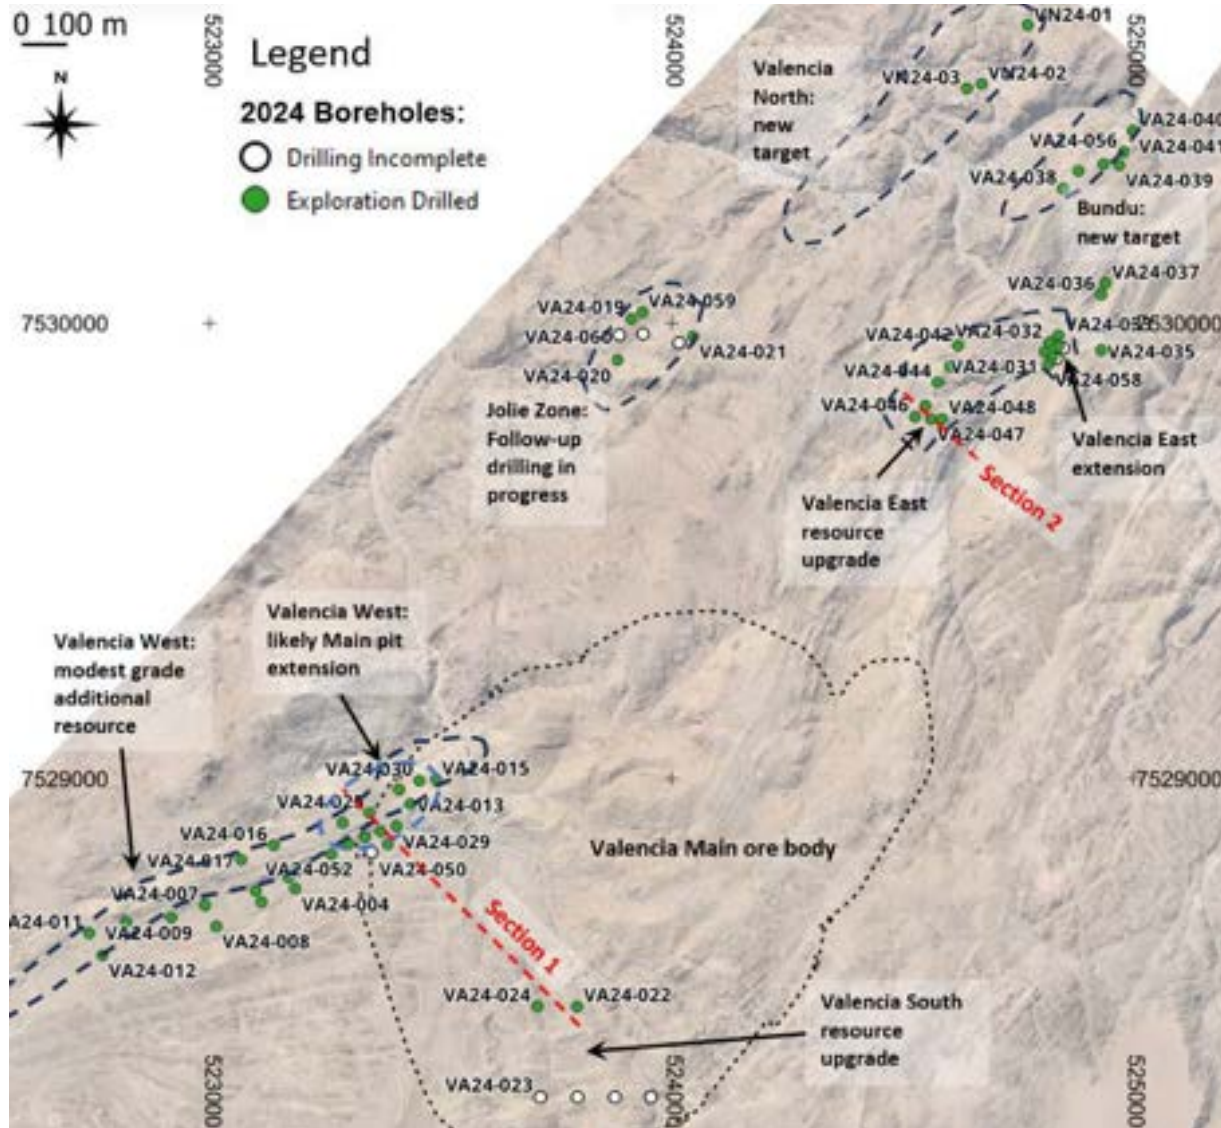 0 100 m
N
Legend
2024 Boreholes:
Drilling Incomplete
Exploration Drilled
523000
524000
525000
Valencia
North:
new
target
VN24-01
VN24-03
VN24-02
VA24-040
VA24-056
VA24-041
VA24-038
VA24-039
Bundu:
new target
VA24-036
VA24-037
7530000
VA24-019
VA24-059
VA24-060
VA24-021
VA24-020
VA24-042
VA24-032
7530000
VA24-035
VA24-044
VA24-031
VA24-058
VA24-046
VA24-048
VA24-047
Jolie Zone:
Follow-up
drilling in
progress
Valencia East
extension
Section 2
Valencia East
resource
upgrade
Valencia West:
likely Main pit
extension
Valencia West:
modest grade
additional
resource
7529000
VA24-030
VA24-015
7529000
VA24-013
VA24-016
VA24-029
VA24-017
VA24-052
VA24-050
VA24-007
VA24-004
VA24-009
VA24-008
VA24-012
Valencia Main ore body
Section 1
VA24-024
VA24-022
Valencia South
resource
upgrade
VA24-023
523000
524000
525000